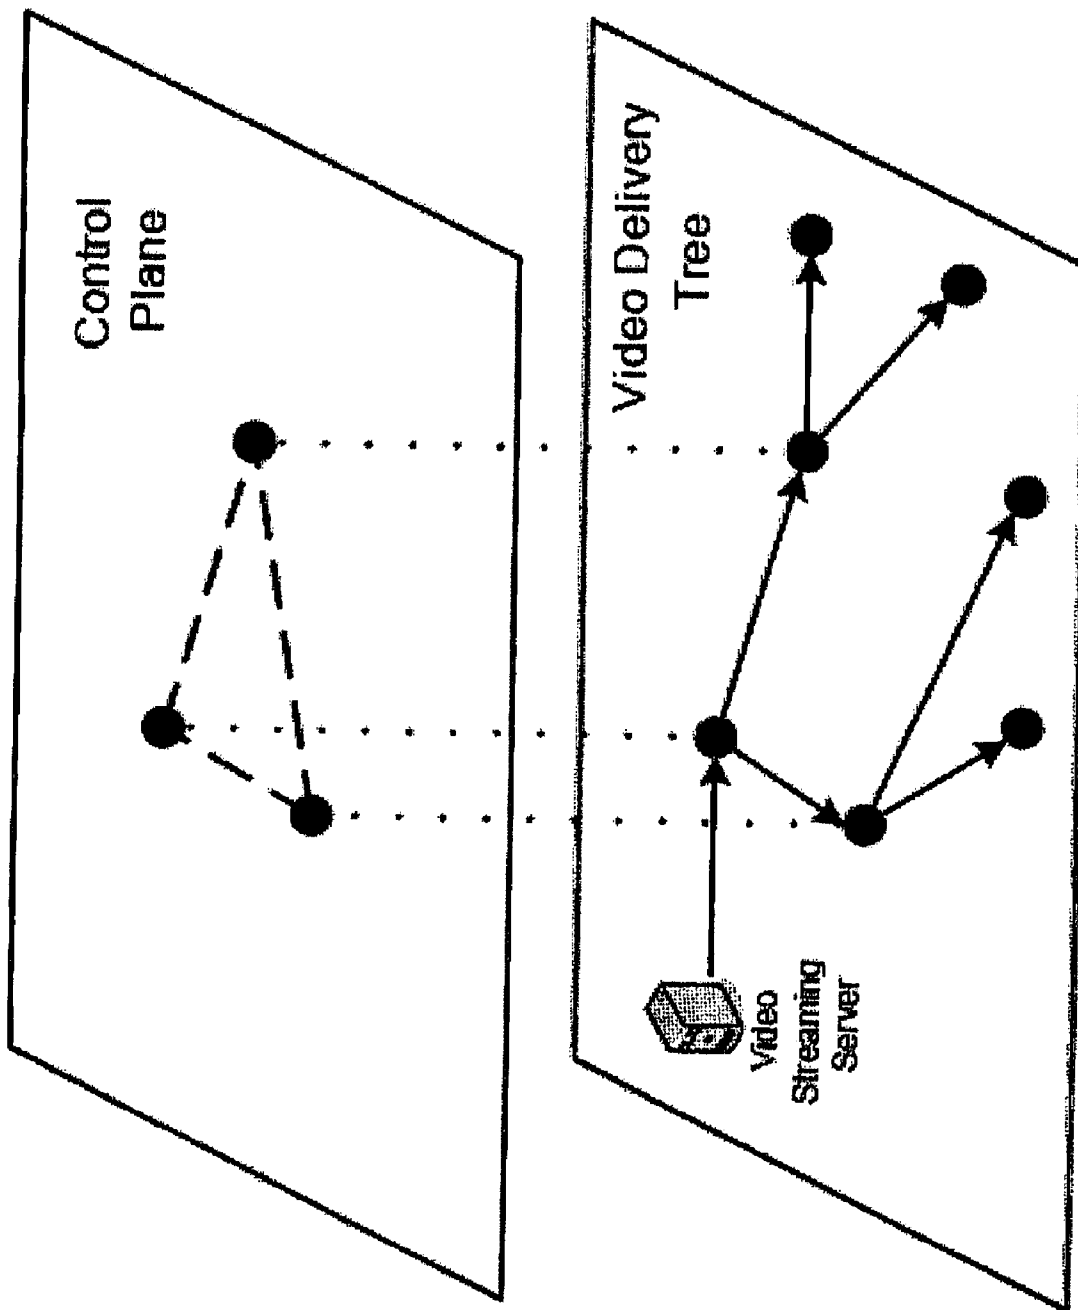 Control
Plane
Video Delivery
Tree
Video
Streaming
Server